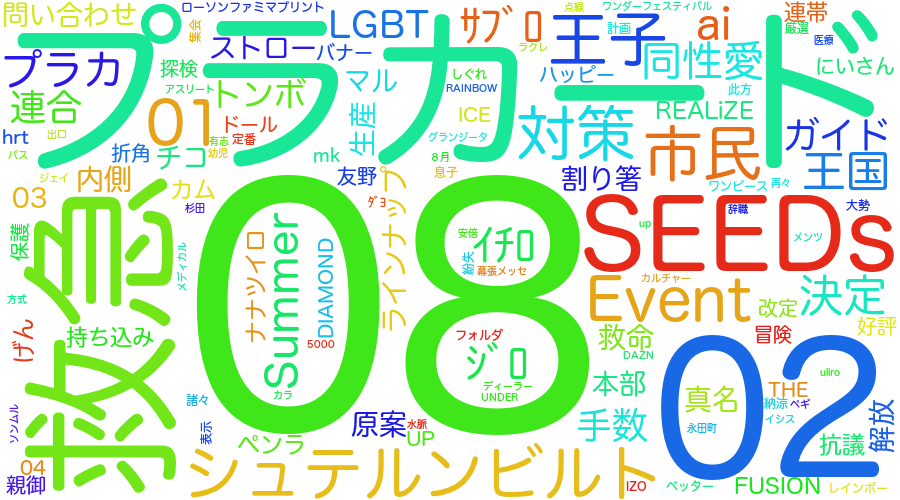 問い合わせ
集会
ローソンファミマプリント
LGBT
ｻﾌﾞﾛ
点線
ワンダーフェスティバル
計画
ai
連帯
厳選
医療
プラカ
ストロー
バナー
ラクレ
王子
同性愛
にいさん
プラカード
連合
探検
アスリート
トンボ
マル
しぐれ
RAINBOW
ハッピー
此方
REALiZE
hrt
出口
01
有志
幼児
ドール
定番
生産
ICE
グランジータ
対策
市民
ガイド
バス
折角
チコ
mk
友野
8月
息子
割り箸
ワンピース
再々
王国
ジェイ
03
内側
カム
杉田
ﾀﾞﾖ
ラインナップ
SEEDs
up
辞職
大勢
保護
救急
メディカル
08
ナナツイロ
Summer
DIAMOND
5000
カラ
安倍
ｲﾁﾛ
紛失
幕張メッセ
メンツ
方式
Event
カルチャー
決定
改定
好評
げん
持ち込み
フォルダ
ｼﾞﾛ
ディーラー
UNDER
救命
DAZN
冒険
02
uliro
諸々
本部
真名
THE
納涼
ペギ
イシス
ソンムル
表示
ペンラ
原案
水脈
UP
手数
永田町
抗議
解放
04
親御
シュテルンビルト
IZO
ベッター
FUSION
レインボー